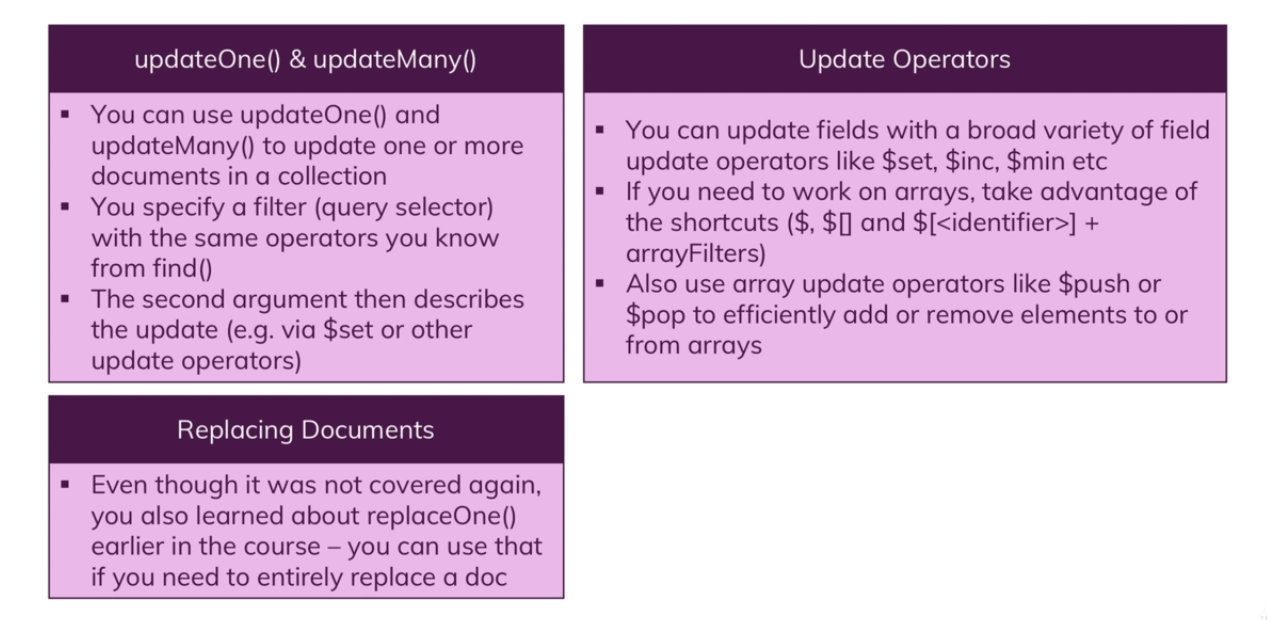 updateOne() & updateMany()
▪ You can use updateOne() and
updateMany() to update one or more
documents in a collection
▪ You specify a filter (query selector)
with the same operators you know
from find()
▪ The second argument then describes
the update (e.g. via $set or other
update operators)
Update Operators
▪ You can update fields with a broad variety of field
update operators like $set, $inc, $min etc
▪ If you need to work on arrays, take advantage of
the shortcuts ($, $[] and $[<identifier>] +
arrayFilters)
▪ Also use array update operators like $push or
$pop to efficiently add or remove elements to or
from arrays
Replacing Documents
▪ Even though it was not covered again,
you also learned about replaceOne()
earlier in the course – you can use that
if you need to entirely replace a doc